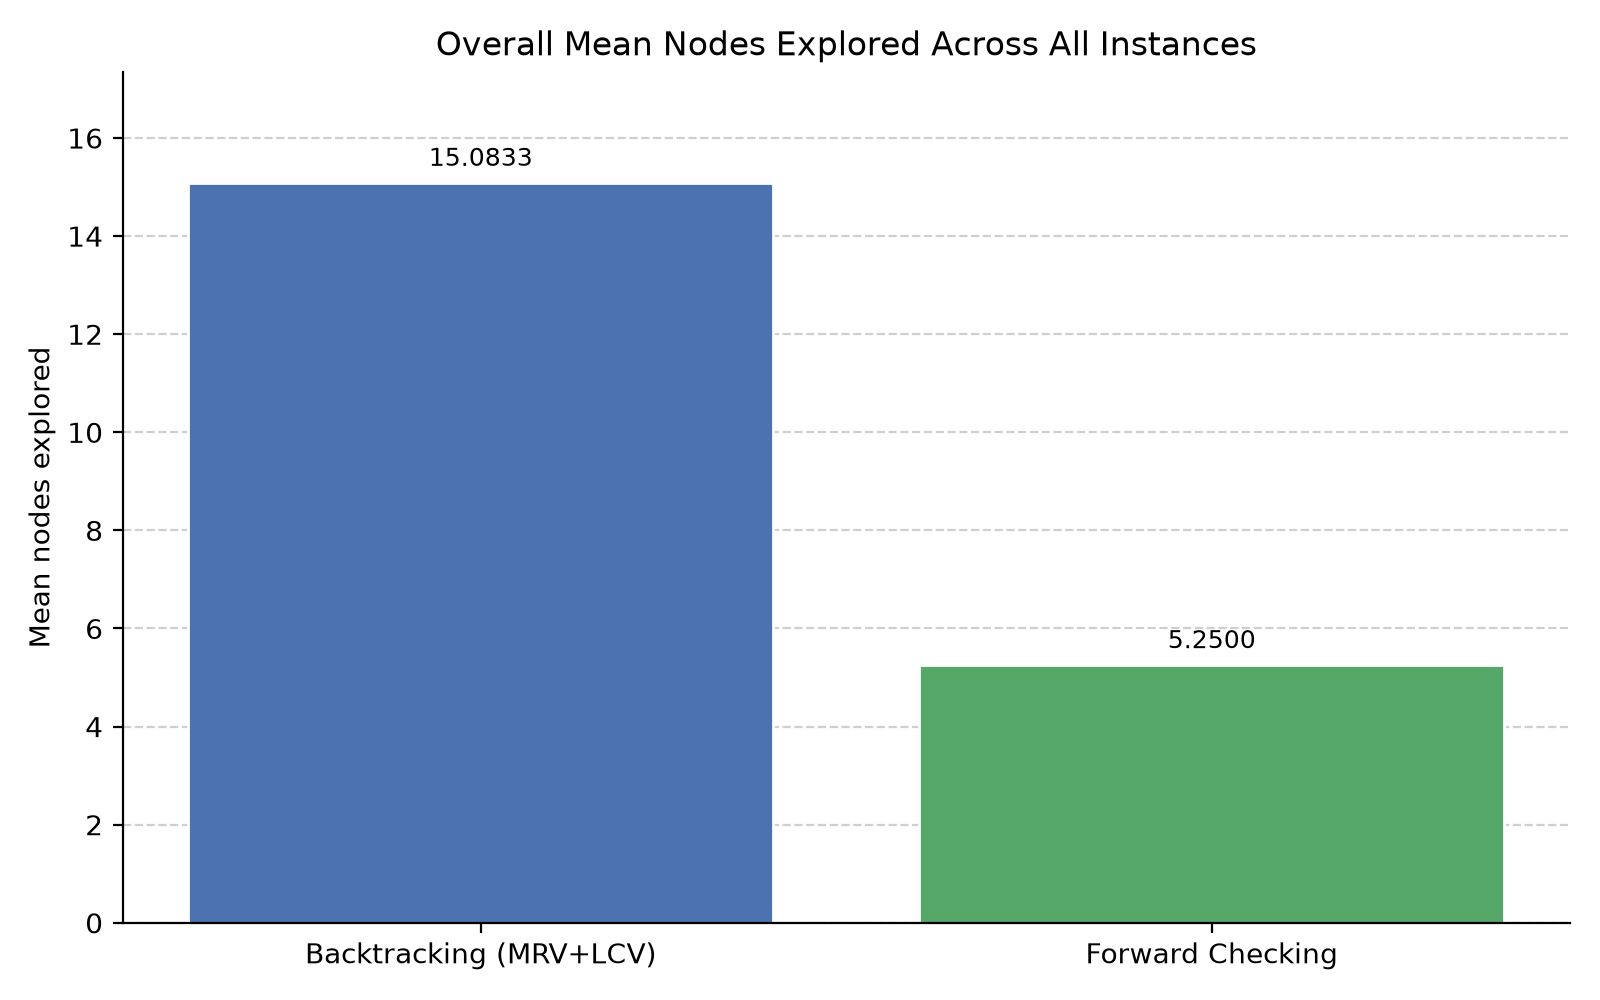 Overall Mean Nodes Explored Across All Instances
Mean nodes explored
16
14
12
10
8
6
4
2
0
15.0833
5.2500
Backtracking (MRV+LCV)
Forward Checking